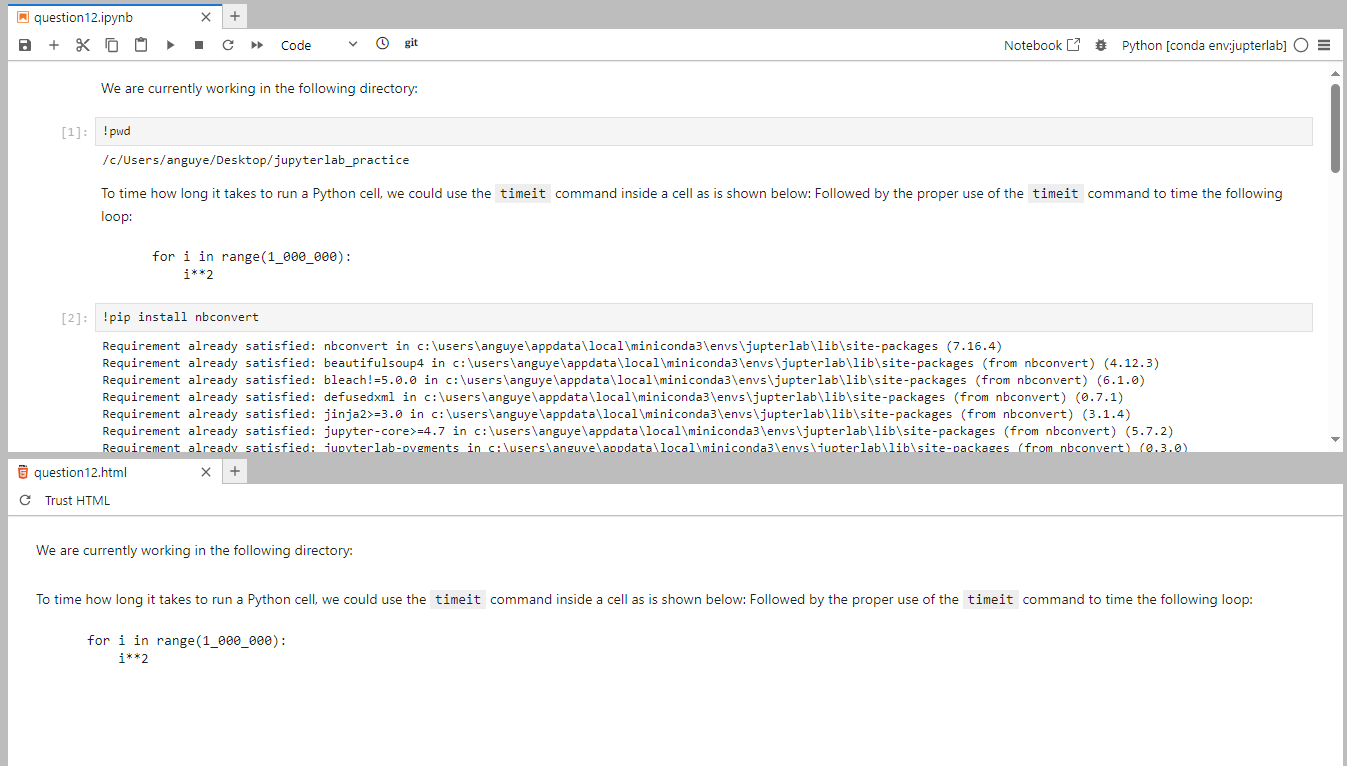 question12.ipynb
Code
git
Notebook
Python [conda env:jupterlab]
We are currently working in the following directory:
[1]:
!pwd
/c/Users/anguye/Desktop/jupyterlab_practice
To time how long it takes to run a Python cell, we could use the timeit command inside a cell as is shown below: Followed by the proper use of the timeit command to time the following
loop:
for i in range(1_000_000):
i**2
[2]:
!pip install nbconvert
Requirement already satisfied: nbconvert in c:\users\anguye\appdata\local\miniconda3\envs\jupterlab\lib\site-packages (7.16.4)
Requirement already satisfied: beautifulsoup4 in c:\users\anguye\appdata\local\miniconda3\envs\jupterlab\lib\site-packages (from nbconvert) (4.12.3)
Requirement already satisfied: bleach!=5.0.0 in c:\users\anguye\appdata\local\miniconda3\envs\jupterlab\lib\site-packages (from nbconvert) (6.1.0)
Requirement already satisfied: defusedxml in c:\users\anguye\appdata\local\miniconda3\envs\jupterlab\lib\site-packages (from nbconvert) (0.7.1)
Requirement already satisfied: jinja2>=3.0 in c:\users\anguye\appdata\local\miniconda3\envs\jupterlab\lib\site-packages (from nbconvert) (3.1.4)
Requirement already satisfied: jupyter-core>=4.7 in c:\users\anguye\appdata\local\miniconda3\envs\jupterlab\lib\site-packages (from nbconvert) (5.7.2)
Requirement already satisfied: jupyterlab-pygments in c:\users\anguye\appdata\local\miniconda3\envs\jupterlab\lib\site-packages (from nbconvert) (0.3.0)
question12.html
Trust HTML
We are currently working in the following directory:
To time how long it takes to run a Python cell, we could use the timeit command inside a cell as is shown below: Followed by the proper use of the timeit command to time the following loop:
for i in range(1_000_000):
i**2